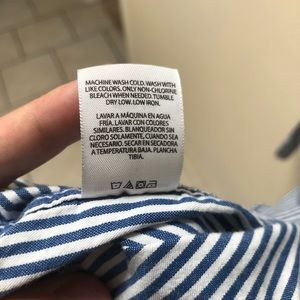 MACHINE WASH COLD. WASH WITH
LIKE COLORS. ONLY NON-CHLORINE
BLEACH WHEN NEEDED. TUMBLE
DRY LOW. LOW IRON.
LAVAR A MÁQUINA EN AGUA
FRÍA. LAVAR CON COLORES
SIMILARES. BLANQUEADOR SIN
CLORO SOLAMENTE, CUANDO SEA
NECESARIO. SECAR EN SECADORA
A TEMPERATURA BAJA. PLANCHA
TIBIA.